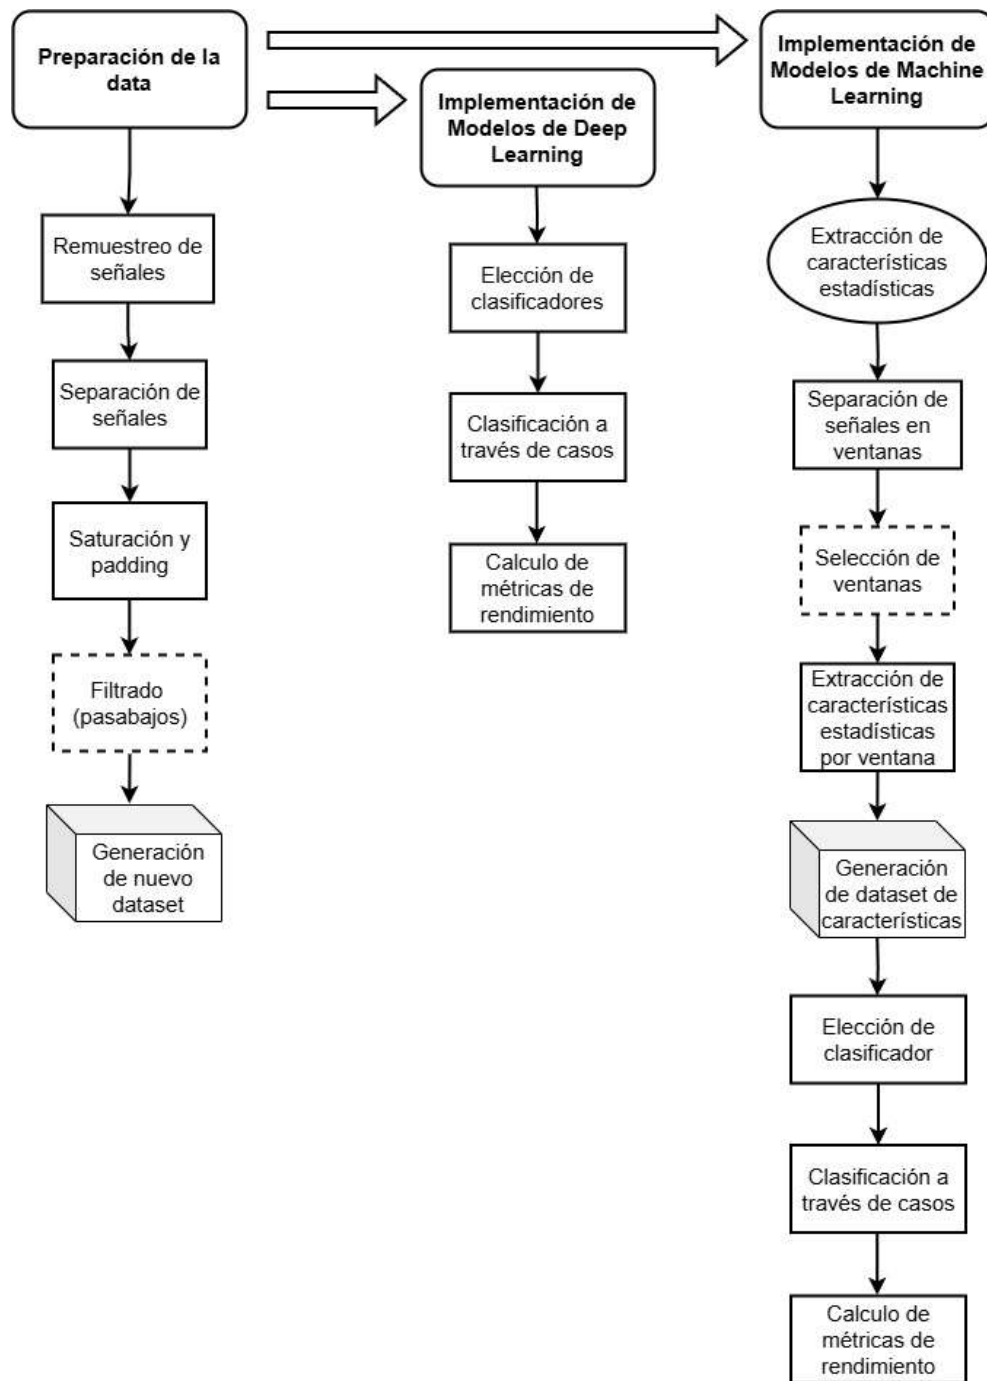 Preparación de la
data
Remuestreo de
señales
Separación de
señales
Saturación y
padding
Filtrado
(pasabajos)
Generación
de nuevo
dataset
Implementación de
Modelos de Deep
Learning
Elección de
clasificadores
Clasificación a
través de casos
Calculo de
métricas de
rendimiento
Implementación de
Modelos de Machine
Learning
Extracción de
características
estadísticas
Separación de
señales en
ventanas
Selección de
ventanas
Extracción de
características
estadísticas
por ventana
Generación
de dataset de
características
Elección de
clasificador
Clasificación a
través de casos
Calculo de
métricas de
rendimiento